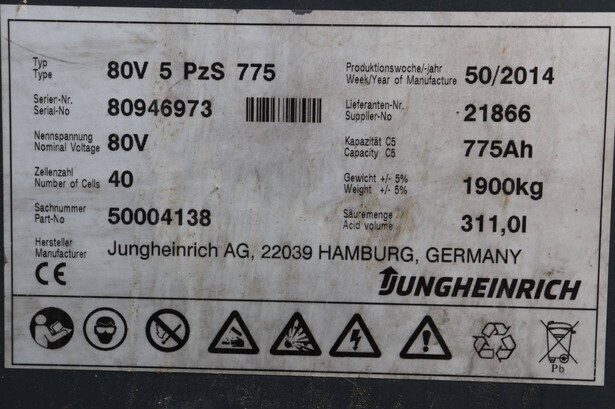 Typ
Type
80V 5 PzS 775
Produktionswoche/-jahr
Week/Year of Manufacture
50/2014
Serien-Nr.
Serial-No
80946973
Lieferanten-Nr.
Supplier-No
21866
Nennspannung
Nominal Voltage
80V
Kapazität C5
Capacity C5
775Ah
Zellenzahl
Number of Cells
40
Gewicht +/- 5%
Weight +/- 5%
1900kg
Sachnummer
Part-No
50004138
Säuremenge
Acid volume
311,0l
Hersteller
Manufacturer
Jungheinrich AG, 22039 HAMBURG, GERMANY
CE
JUNGHEINRICH
Pb